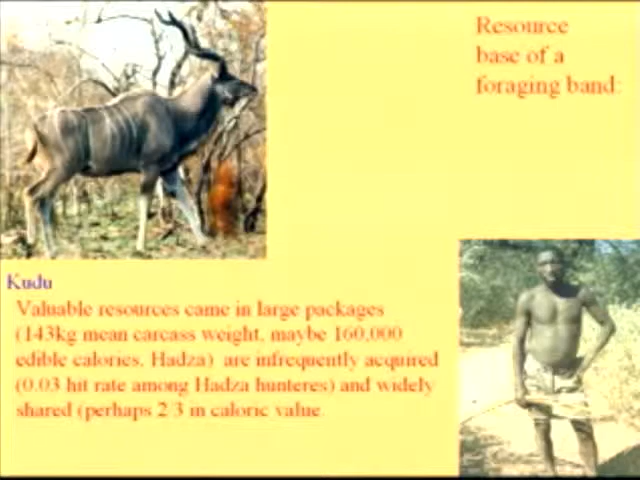 Resource
base of a
foraging band:
Kudu
Valuable resources came in large packages
(143kg mean carcass weight, maybe 160,000
edible calories, Hadza) are infrequently acquired
(0.03 hit rate among Hadza hunteres) and widely
shared (perhaps 2 3 in caloric value